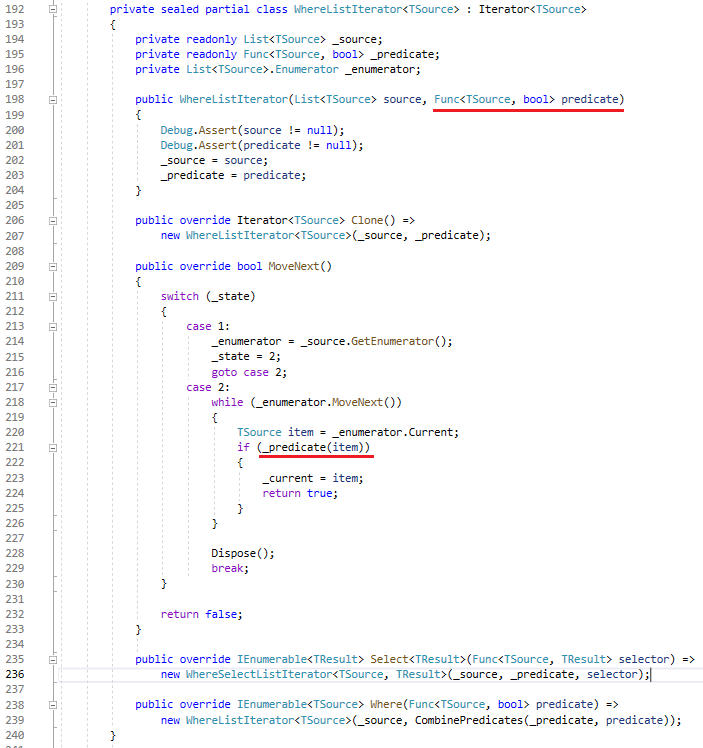 192 private sealed partial class WhereListIterator<TSource> : Iterator<TSource>
193 {
194 private readonly List<TSource> _source;
195 private readonly Func<TSource, bool> _predicate;
196 private List<TSource>.Enumerator _enumerator;
197
198 public WhereListIterator(List<TSource> source, Func<TSource, bool> predicate)
199 {
200 Debug.Assert(source != null);
201 Debug.Assert(predicate != null);
202 _source = source;
203 _predicate = predicate;
204 }
205
206 public override Iterator<TSource> Clone() =>
207 new WhereListIterator<TSource>(_source, _predicate);
208
209 public override bool MoveNext()
210 {
211 switch (_state)
212 {
213 case 1:
214 _enumerator = _source.GetEnumerator();
215 _state = 2;
216 goto case 2;
217 case 2:
218 while (_enumerator.MoveNext())
219 {
220 TSource item = _enumerator.Current;
221 if (_predicate(item))
222 {
223 _current = item;
224 return true;
225 }
226 }
227
228 Dispose();
229 break;
230 }
231
232 return false;
233 }
234
235 public override IEnumerable<TResult> Select<TResult>(Func<TSource, TResult> selector) =>
236 new WhereSelectListIterator<TSource, TResult>(_source, _predicate, selector);
237
238 public override IEnumerable<TSource> Where(Func<TSource, bool> predicate) =>
239 new WhereListIterator<TSource>(_source, CombinePredicates(_predicate, predicate));
240 }